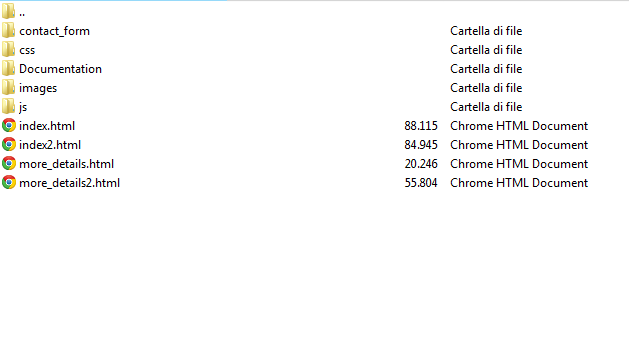 ..
contact_form Cartella di file
css Cartella di file
Documentation Cartella di file
images Cartella di file
js Cartella di file
index.html 88.115 Chrome HTML Document
index2.html 84.945 Chrome HTML Document
more_details.html 20.246 Chrome HTML Document
more_details2.html 55.804 Chrome HTML Document